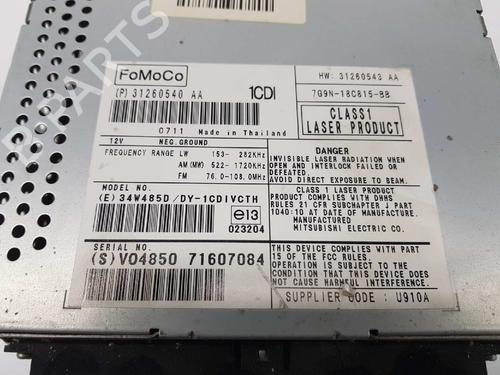 B-PARTS
FoMoCo
(P) 31260540 AA
1CDI
C711 Made in Thailand
12V NEG.GROUND
FREQUENCY RANGE LW 153- 282KHz
AM (MW) 522- 1720KHz
FM 76.0-108.0MHz
MODEL NO.
(E) 34W485D/DY-1CDIVCTH
e13
023204
SERIAL NO.
(S) V04850 71607084
HW: 31260543 AA
7G9N-18C815-BB
CLASS1
LASER PRODUCT
DANGER
INVISIBLE LASER RADIATION WHEN
OPEN AND INTERLOCK FAILED OR
DEFEATED.
AVOID DIRECT EXPOSURE TO BEAM
CLASS 1 LASER PRODUCT
PRODUCT COMPLIES WITH DHHS
RULES 21 CFR SUBCHAPTER J PART
1040:10 AT DATE OF
MANUFACTURE
MANUFACTURED
MITSUBISHI ELECTRIC CO.
THIS DEVICE COMPLIES WITH PART
15 OF THE FCC RULES.
OPERATION IS SUBJECT TO THE
CONDITION THAT THIS DEVICE DOES
NOT CAUSE HARMFUL INTERFERENCE
SUPPLIER CODE : U910A